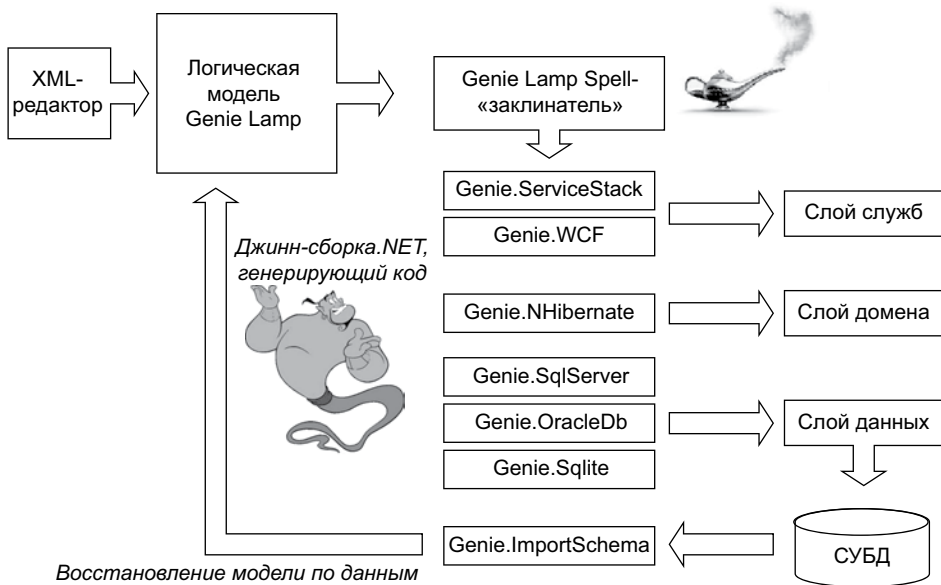 XML-
редактор
Логическая
модель
Genie Lamp
Genie Lamp Spell-
«заклинатель»
Genie.ServiceStack
Genie.WCF
Слой служб
Джинн-сборка.NET,
генерирующий код
Genie.NHibernate
Слой домена
Genie.SqlServer
Genie.OracleDb
Genie.Sqlite
Слой данных
Genie.ImportSchema
СУБД
Восстановление модели по данным